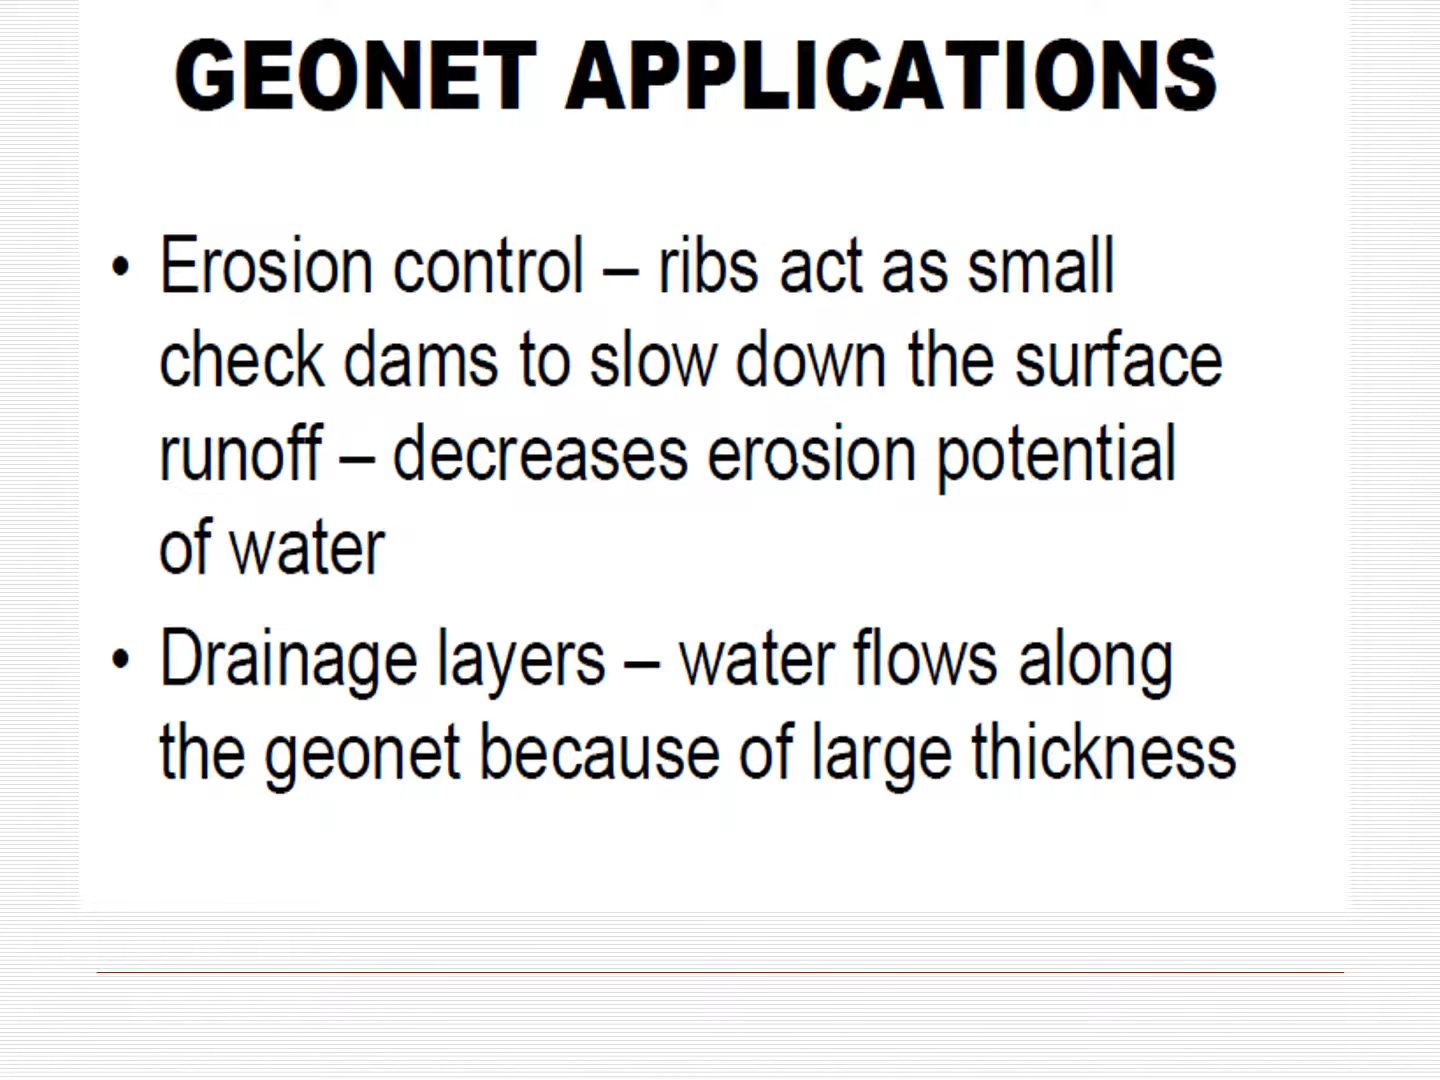 GEONET APPLICATIONS
• Erosion control – ribs act as small
check dams to slow down the surface
runoff – decreases erosion potential
of water
• Drainage layers – water flows along
the geonet because of large thickness